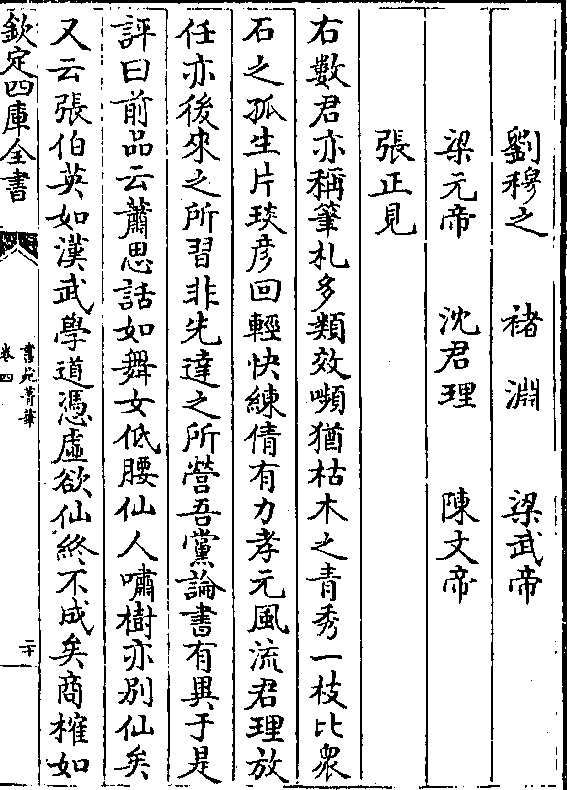 劉穆之 褚淵 梁武帝
梁元帝 沈君理 陳文帝
張正見
右數君亦稱筆札多類效嚬猶枯木之青秀一枝比衆
石之孤生片琰彦回輕快練倩有力孝元風流君理放
任亦後來之所習非先達之所營吾黨論書有異于是
評曰前品云蕭思話如舞女低腰仙人嘯樹亦別仙矣
又云張伯英如漢武學道憑虛欲仙終不成矣商榷如
欽定四庫全書
書苑菁華
卷四
二十